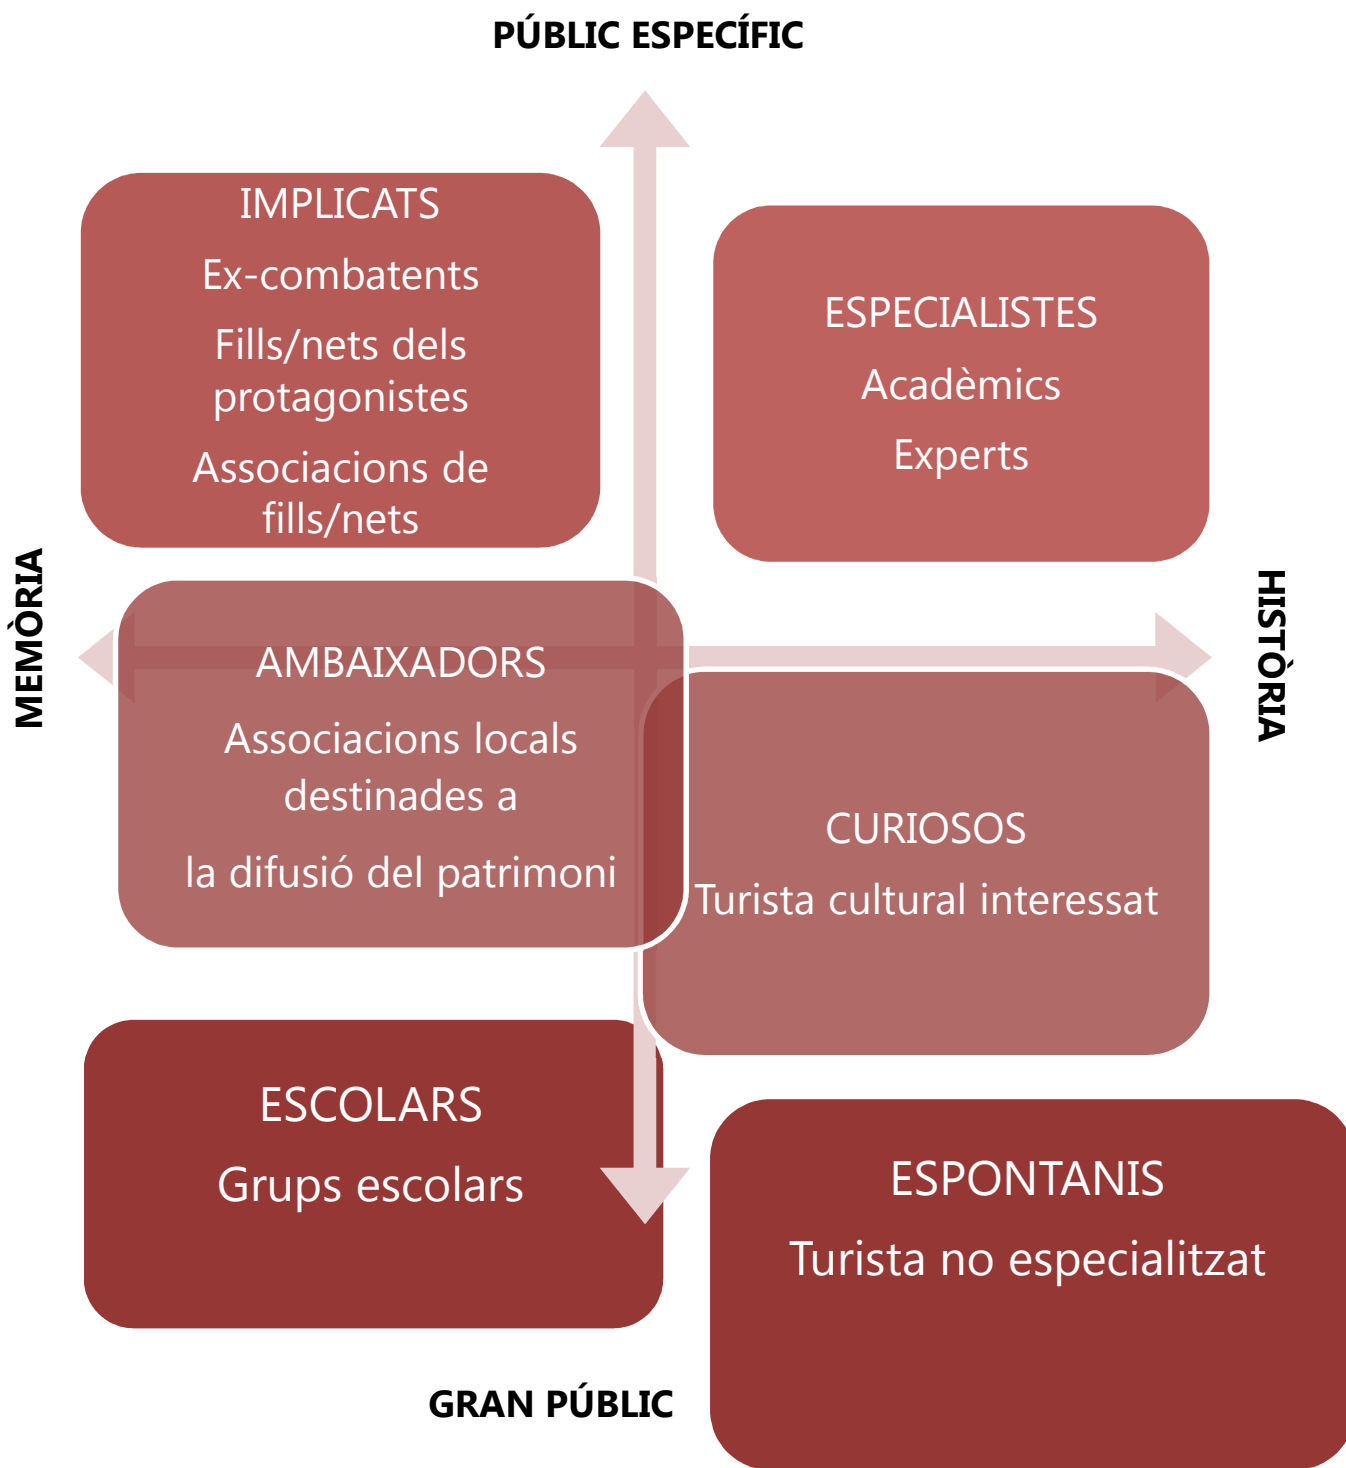 PÚBLIC ESPECÍFIC
IMPLICATS
Ex-combatents
Fills/nets dels
protagonistes
Associacions de
fills/nets
ESPECIALISTES
Acadèmics
Experts
MEMÒRIA
HISTÒRIA
AMBAIXADORS
Associacions locals
destinades a
la difusió del patrimoni
CURIOSOS
Turista cultural interessat
ESCOLARS
Grups escolars
ESPONTANIS
Turista no especialitzat
GRAN PÚBLIC